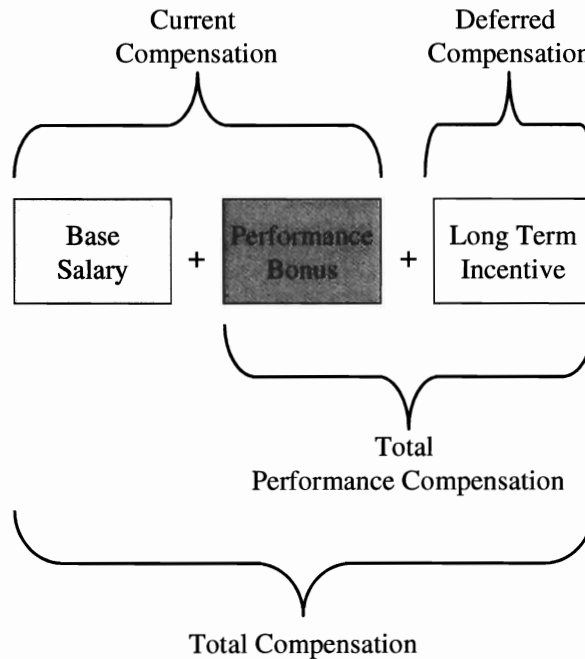 Current
Compensation
Deferred
Compensation
Base
Salary
+
Performance
Bonus
+
Long Term
Incentive
Total
Performance Compensation
Total Compensation